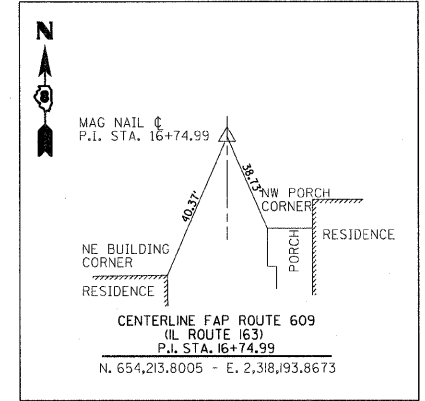 N
MAG NAIL ℄
P.I. STA. 16+74.99
40.37'
38.73'
NW PORCH
CORNER
RESIDENCE
PORCH
NE BUILDING
CORNER
RESIDENCE
CENTERLINE FAP ROUTE 609
(IL ROUTE 163)
P.I. STA. 16+74.99
N. 654,213.8005 - E. 2,318,193.8673